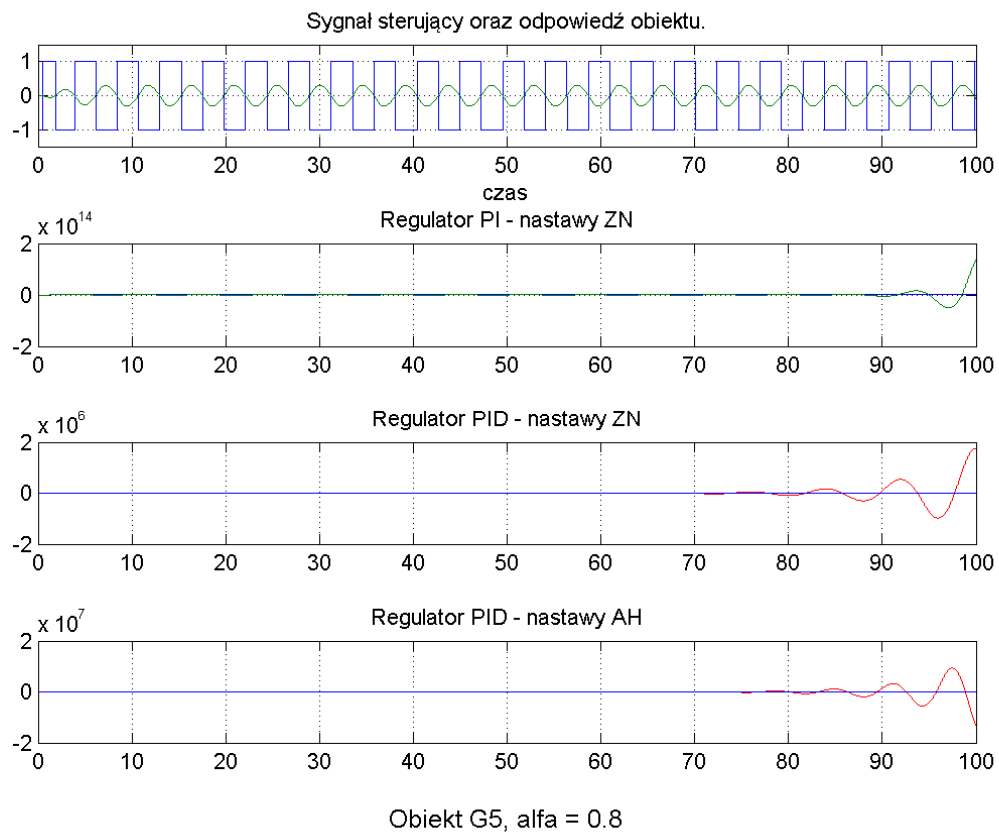 Sygnał sterujący oraz odpowiedź obiektu.
1
0
-1
0 10 20 30 40 50 60 70 80 90 100
czas
x 10^14
Regulator PI - nastawy ZN
2
0
-2
0 10 20 30 40 50 60 70 80 90 100
x 10^6
Regulator PID - nastawy ZN
2
0
-2
0 10 20 30 40 50 60 70 80 90 100
x 10^7
Regulator PID - nastawy AH
2
0
-2
0 10 20 30 40 50 60 70 80 90 100
Obiekt G5, alfa = 0.8